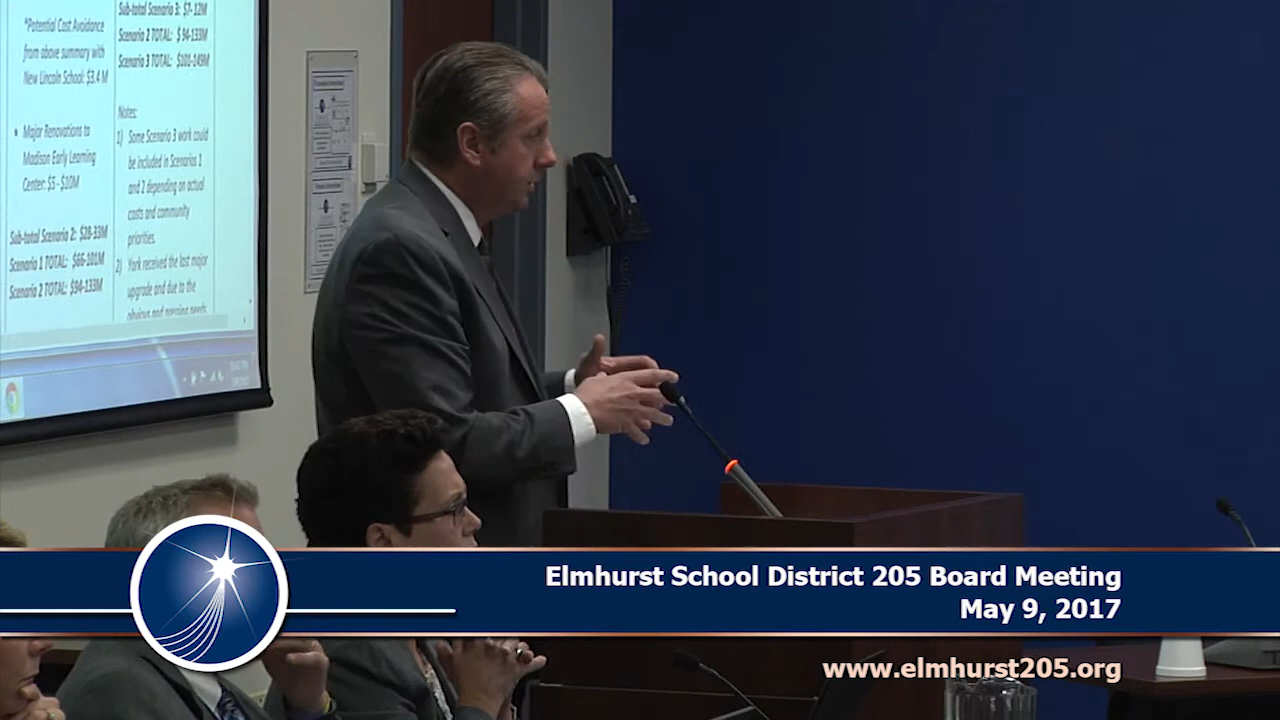 *Potential Cost Avoidance
from above summary with
New Lincoln School: $3.4 M
• Major Renovations to
Madison Early Learning
Center: $5 - $10M
Sub-total Scenario 2: $28-33M
Scenario 1 TOTAL: $66-101M
Scenario 2 TOTAL: $94-133M
Sub-total Scenario 3: $7-12M
Scenario 2 TOTAL: $94-133M
Scenario 3 TOTAL: $101-149M
Notes:
1) Some Scenario 3 work could
be included in Scenarios 1
and 2 depending on actual
costs and community
priorities.
2) York received the last major
upgrade and due to the
obvious and pressing needs
Elmhurst School District 205 Board Meeting
May 9, 2017
www.elmhurst205.org